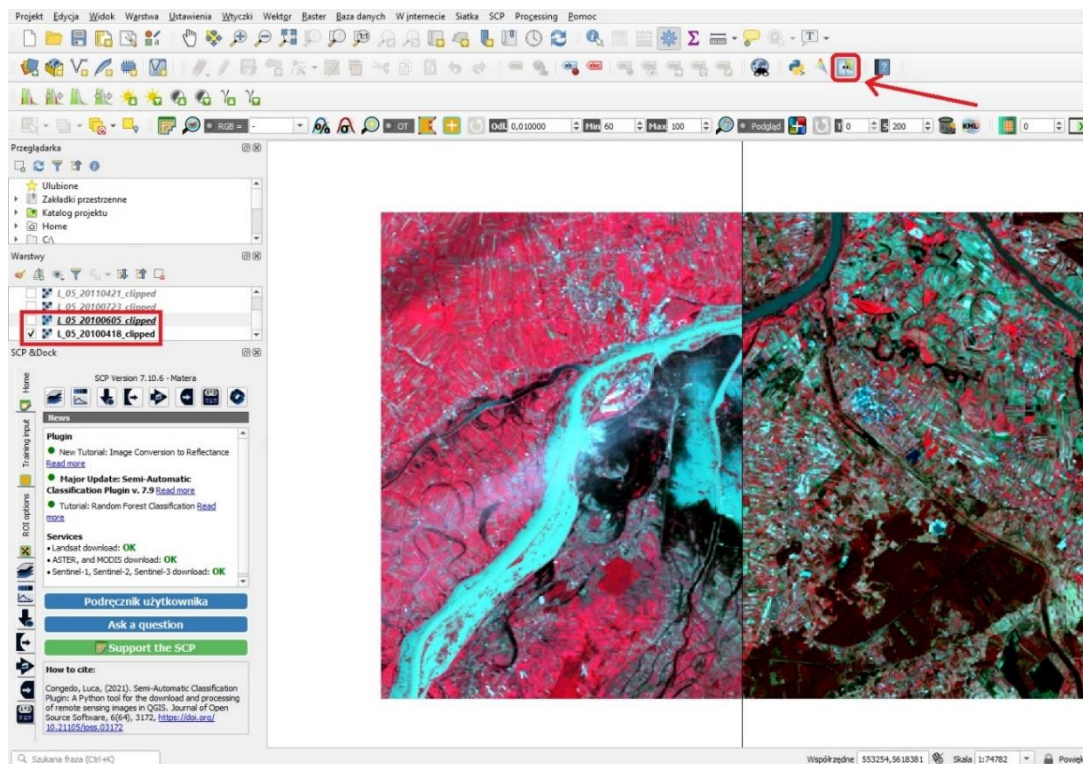 Projekt Edycja Widok Warstwa Ustawienia Wtyczki Wektor Raster Baza danych W internecie Siatka SCP Processing Pomoc
RGB = -
OT
Odl. 0,010000
Min 60
Max 100
Podgląd
T 0
S 200
KML
0
Przeglądarka
Ulubione
Zakładki przestrzenne
Katalog projektu
Home
C:\
Warstwy
L_05_20110421_clipped
L_05_20100723_clipped
L_05_20100605_clipped
L_05_20100418_clipped
SCP &Dock
Home
Training input
ROI options
SCP Version 7.10.6 - Matera
News
Plugin
New Tutorial: Image Conversion to Reflectance
Read more
Major Update: Semi-Automatic
Classification Plugin v. 7.9 Read more
Tutorial: Random Forest Classification Read
more
Services
• Landsat download: OK
• ASTER, and MODIS download: OK
• Sentinel-1, Sentinel-2, Sentinel-3 download: OK
Podręcznik użytkownika
Ask a question
Support the SCP
How to cite:
Congedo, Luca, (2021). Semi-Automatic Classification
Plugin: A Python tool for the download and processing
of remote sensing images in QGIS. Journal of Open
Source Software, 6(64), 3172, https://doi.org/
10.21105/joss.03172
Szukana fraza (Ctrl+K)
Współrzędne 553254,5618381 Skala 1:74782 Powięk